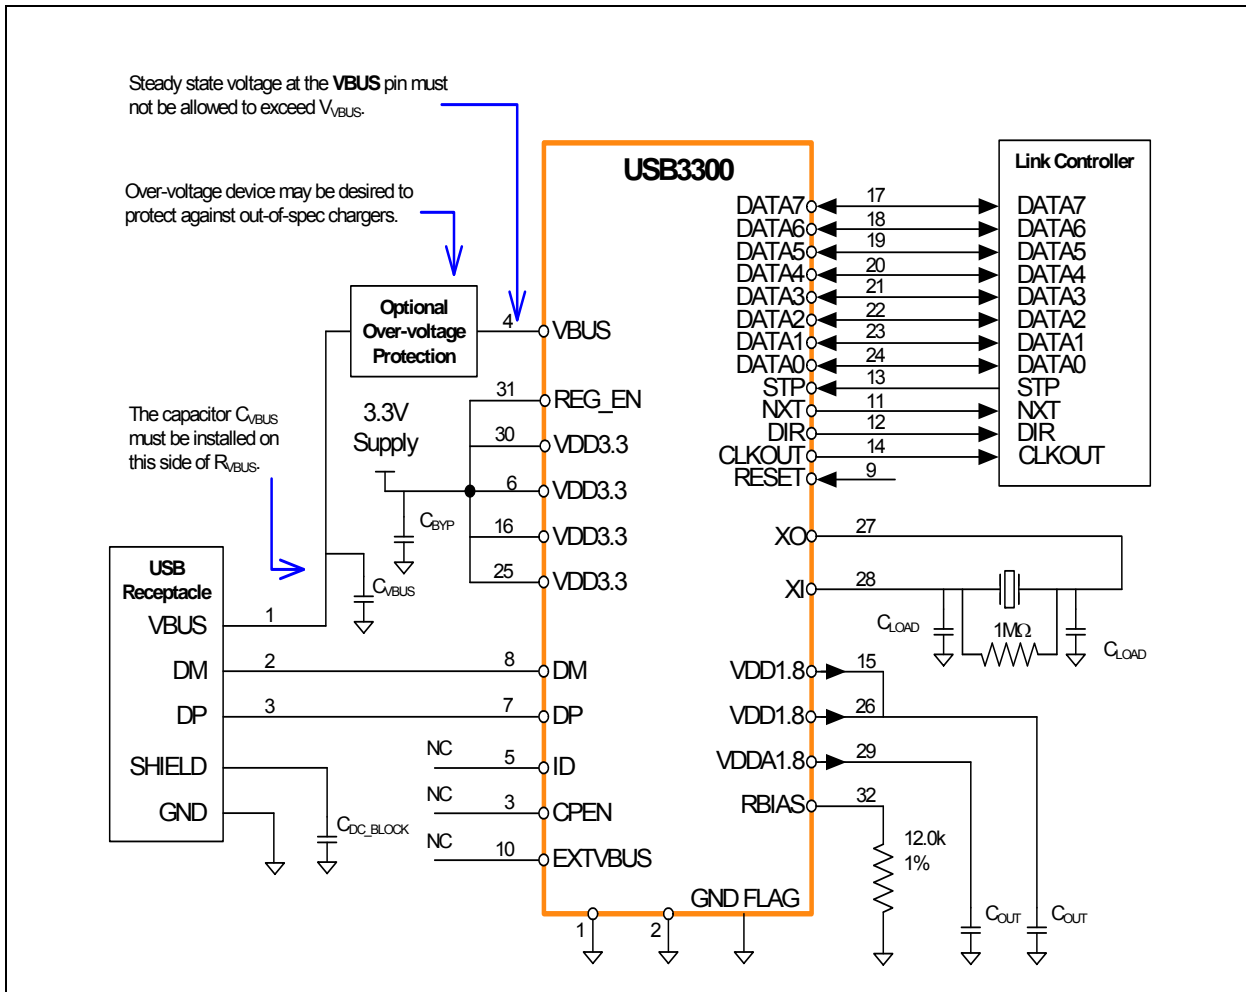 Steady state voltage at the VBUS pin must
not be allowed to exceed VVBUS.
Over-voltage device may be desired to
protect against out-of-spec chargers.
Optional
Over-voltage
Protection
The capacitor CVBUS
must be installed on
this side of RVBUS.
3.3V
Supply
CBYP
CVBUS
USB
Receptacle
VBUS 1
DM 2
DP 3
SHIELD
GND
CDC_BLOCK
USB3300
4 VBUS
31 REG_EN
30 VDD3.3
6 VDD3.3
16 VDD3.3
25 VDD3.3
8 DM
7 DP
NC 5 ID
NC 3 CPEN
NC 10 EXTVBUS
1
2
GND FLAG
Link Controller
DATA7 17 DATA7
DATA6 18 DATA6
DATA5 19 DATA5
DATA4 20 DATA4
DATA3 21 DATA3
DATA2 22 DATA2
DATA1 23 DATA1
DATA0 24 DATA0
STP 13 STP
NXT 11 NXT
DIR 12 DIR
CLKOUT 14 CLKOUT
RESET 9
XO 27
XI 28
CLOAD
1MΩ
CLOAD
VDD1.8 15
VDD1.8 26
VDDA1.8 29
RBIAS 32
12.0k
1%
COUT
COUT